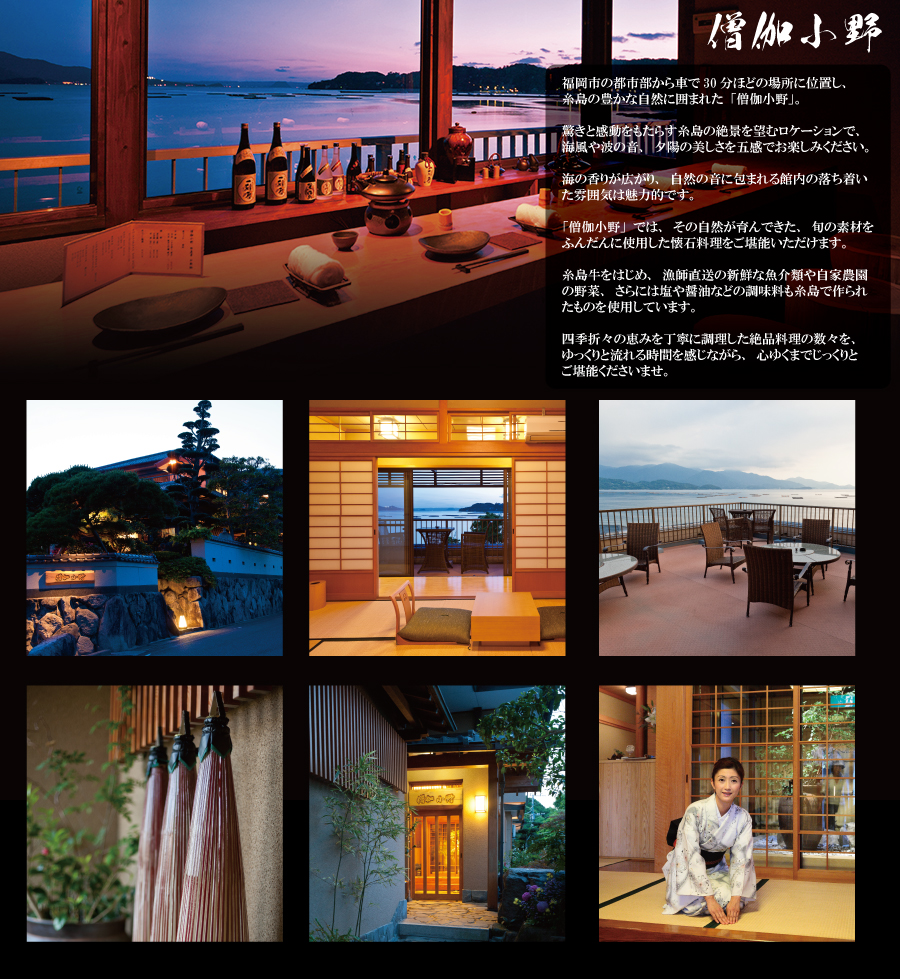 僧伽小野
福岡市の都市部から車で30分ほどの場所に位置し、
糸島の豊かな自然に囲まれた「僧伽小野」。
驚きと感動をもたらす糸島の絶景を望むロケーションで、
海風や波の音、夕陽の美しさを五感でお楽しみください。
海の香りが広がり、自然の音に包まれる館内の落ち着い
た雰囲気は魅力的です。
「僧伽小野」では、その自然が育んできた、旬の素材を
ふんだんに使用した懐石料理をご堪能いただけます。
糸島牛をはじめ、漁師直送の新鮮な魚介類や自家農園
の野菜、さらには塩や醤油などの調味料も糸島で作られ
たものを使用しています。
四季折々の恵みを丁寧に調理した絶品料理の数々を、
ゆっくりと流れる時間を感じながら、心ゆくまでじっくりと
ご堪能くださいませ。